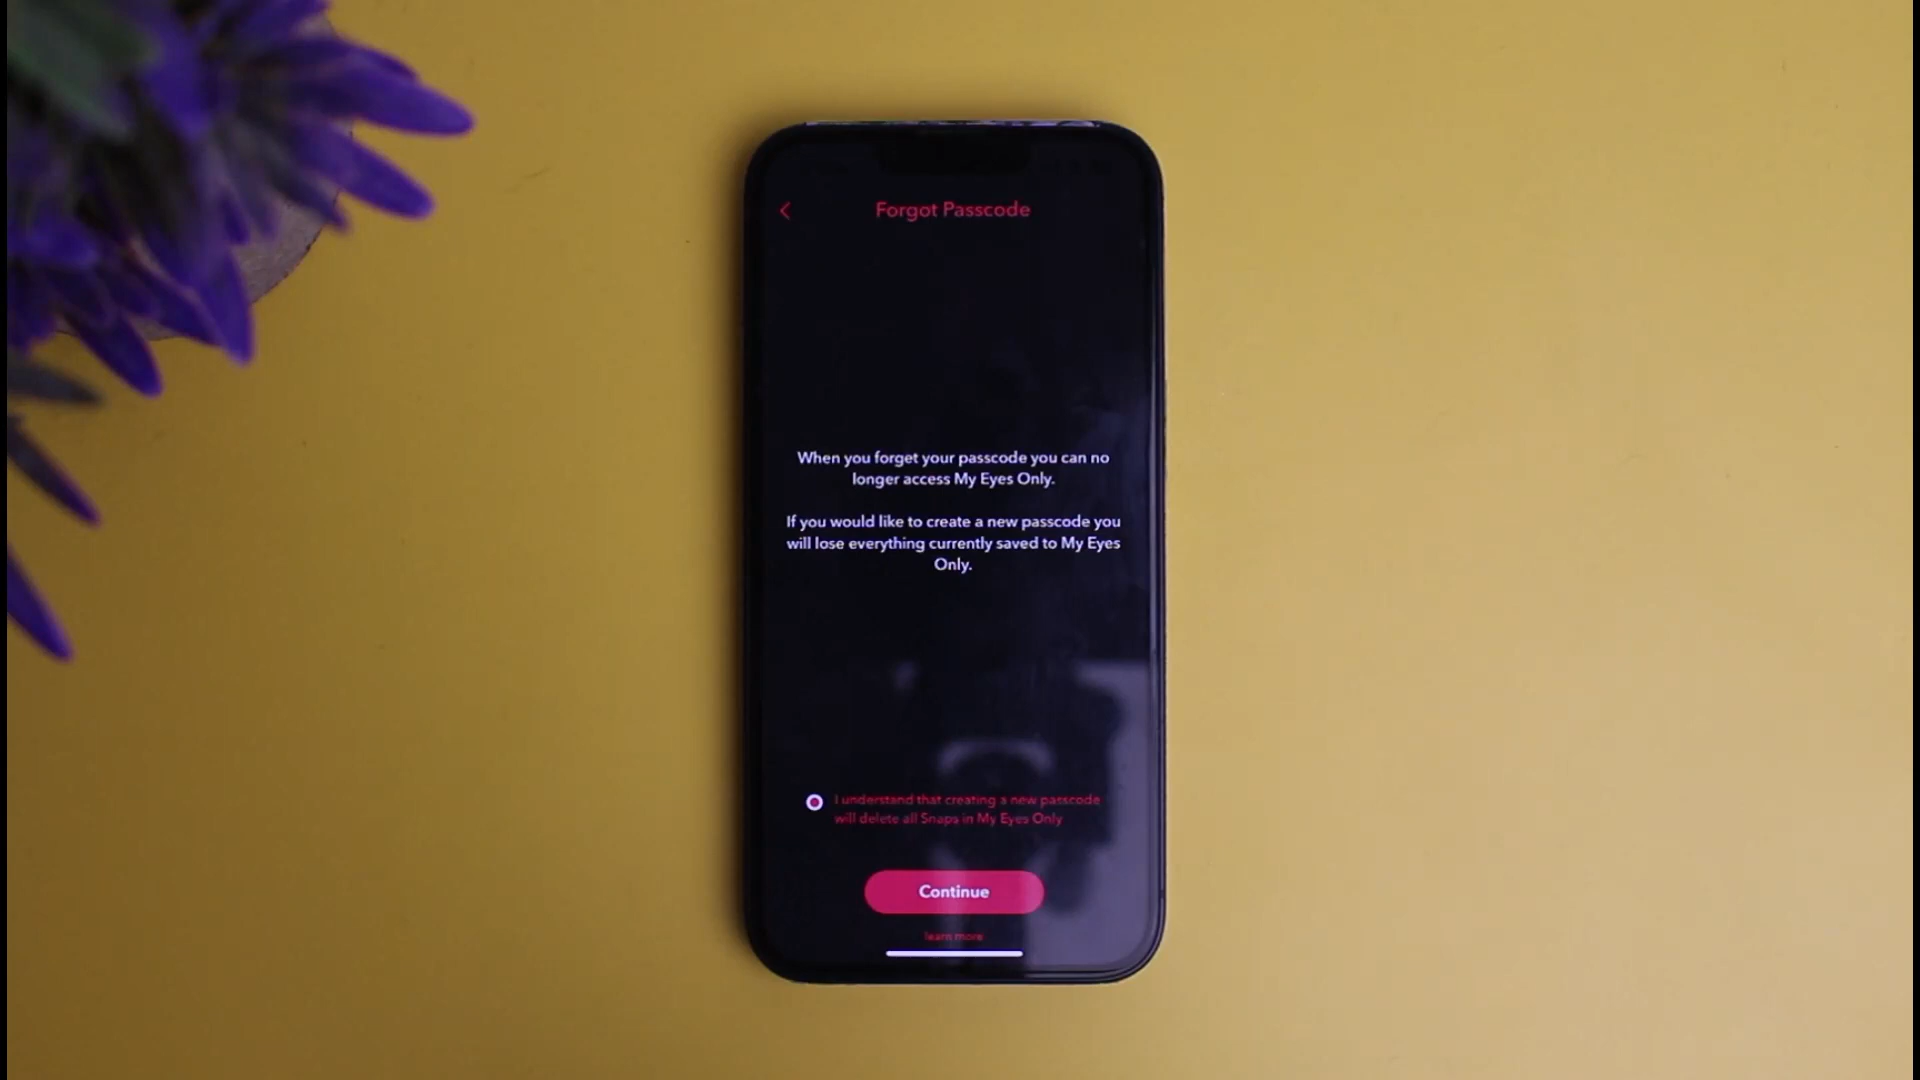 Forgot Passcode
When you forget your passcode you can no
longer access My Eyes Only.
If you would like to create a new passcode you
will lose everything currently saved to My Eyes
Only.
I understand that creating a new passcode
will delete all Snaps in My Eyes Only
Continue
learn more